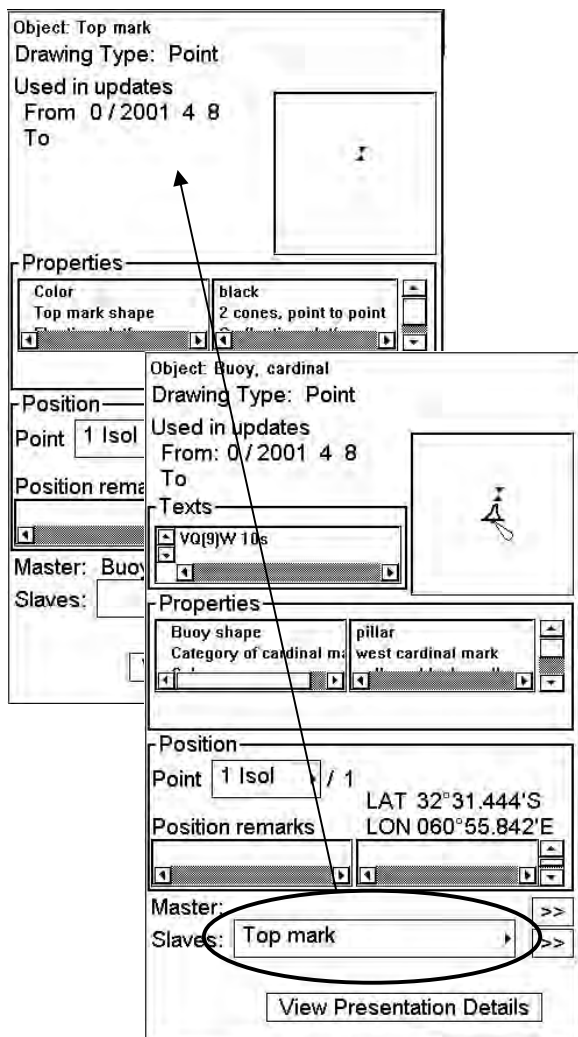 Object: Top mark
Drawing Type: Point
Used in updates
From 0 / 2001 4 8
To
Properties
Color black
Top mark shape 2 cones, point to point
Position
Point 1 Isol
Position rema
Master: Buoy
Slaves:
Object: Buoy, cardinal
Drawing Type: Point
Used in updates
From: 0 / 2001 4 8
To
Texts
VQ(9)W 10s
Properties
Buoy shape pillar
Category of cardinal ma west cardinal mark
Position
Point 1 Isol / 1
LAT 32°31.444'S
Position remarks LON 060°55.842'E
Master: >>
Slaves: Top mark >>
View Presentation Details